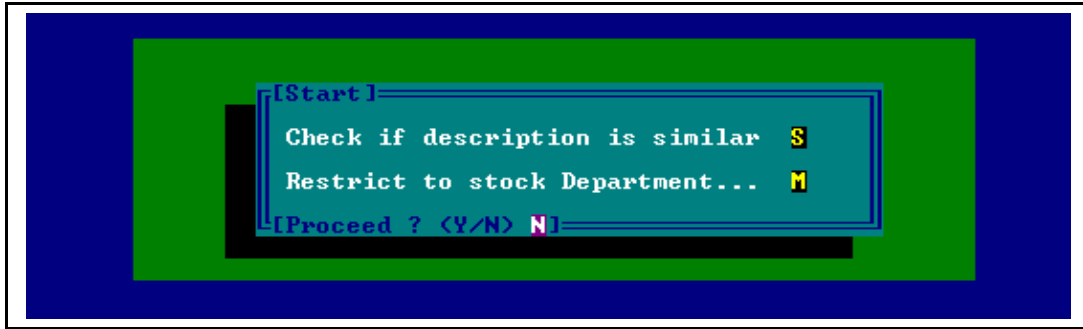 [Start]
Check if description is similar S
Restrict to stock Department... M
[Proceed ? (Y/N) N]